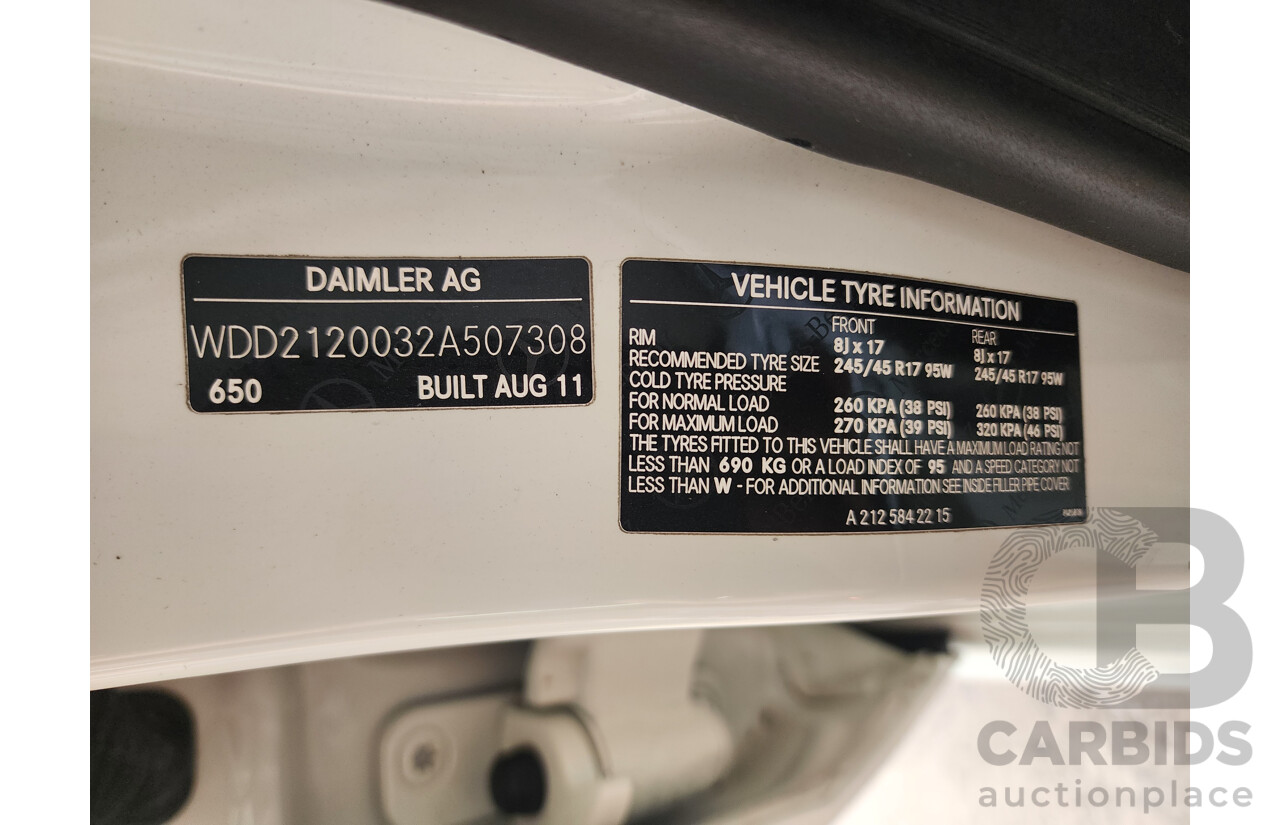 DAIMLER AG
WDD2120032A507308
650 BUILT AUG 11
VEHICLE TYRE INFORMATION
FRONT REAR
RIM 8J x 17 8J x 17
RECOMMENDED TYRE SIZE 245/45 R17 95W 245/45 R17 95W
COLD TYRE PRESSURE
FOR NORMAL LOAD 260 KPA (38 PSI) 260 KPA (38 PSI)
FOR MAXIMUM LOAD 270 KPA (39 PSI) 320 KPA (46 PSI)
THE TYRES FITTED TO THIS VEHICLE SHALL HAVE A MAXIMUM LOAD RATING NOT
LESS THAN 690 KG OR A LOAD INDEX OF 95 AND A SPEED CATEGORY NOT
LESS THAN W - FOR ADDITIONAL INFORMATION SEE INSIDE FILLER PIPE COVER
A 212 584 22 15
CB
CARBIDS
auctionplace